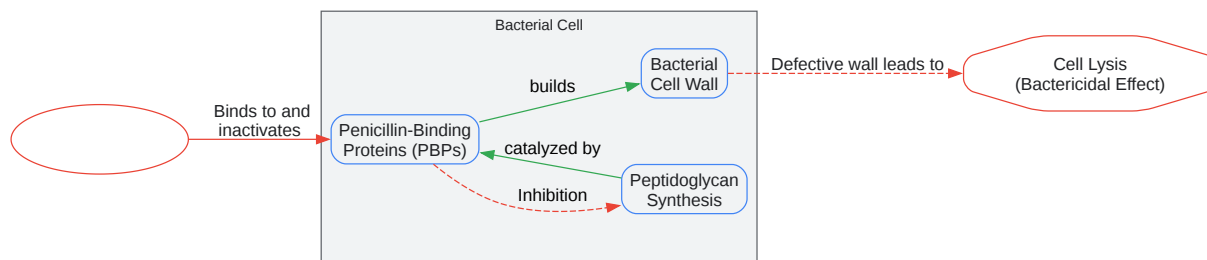 Bacterial Cell
Binds to and
inactivates
Penicillin-Binding
Proteins (PBPs)
builds
catalyzed by
Inhibition
Bacterial
Cell Wall
Peptidoglycan
Synthesis
Defective wall leads to
Cell Lysis
(Bactericidal Effect)